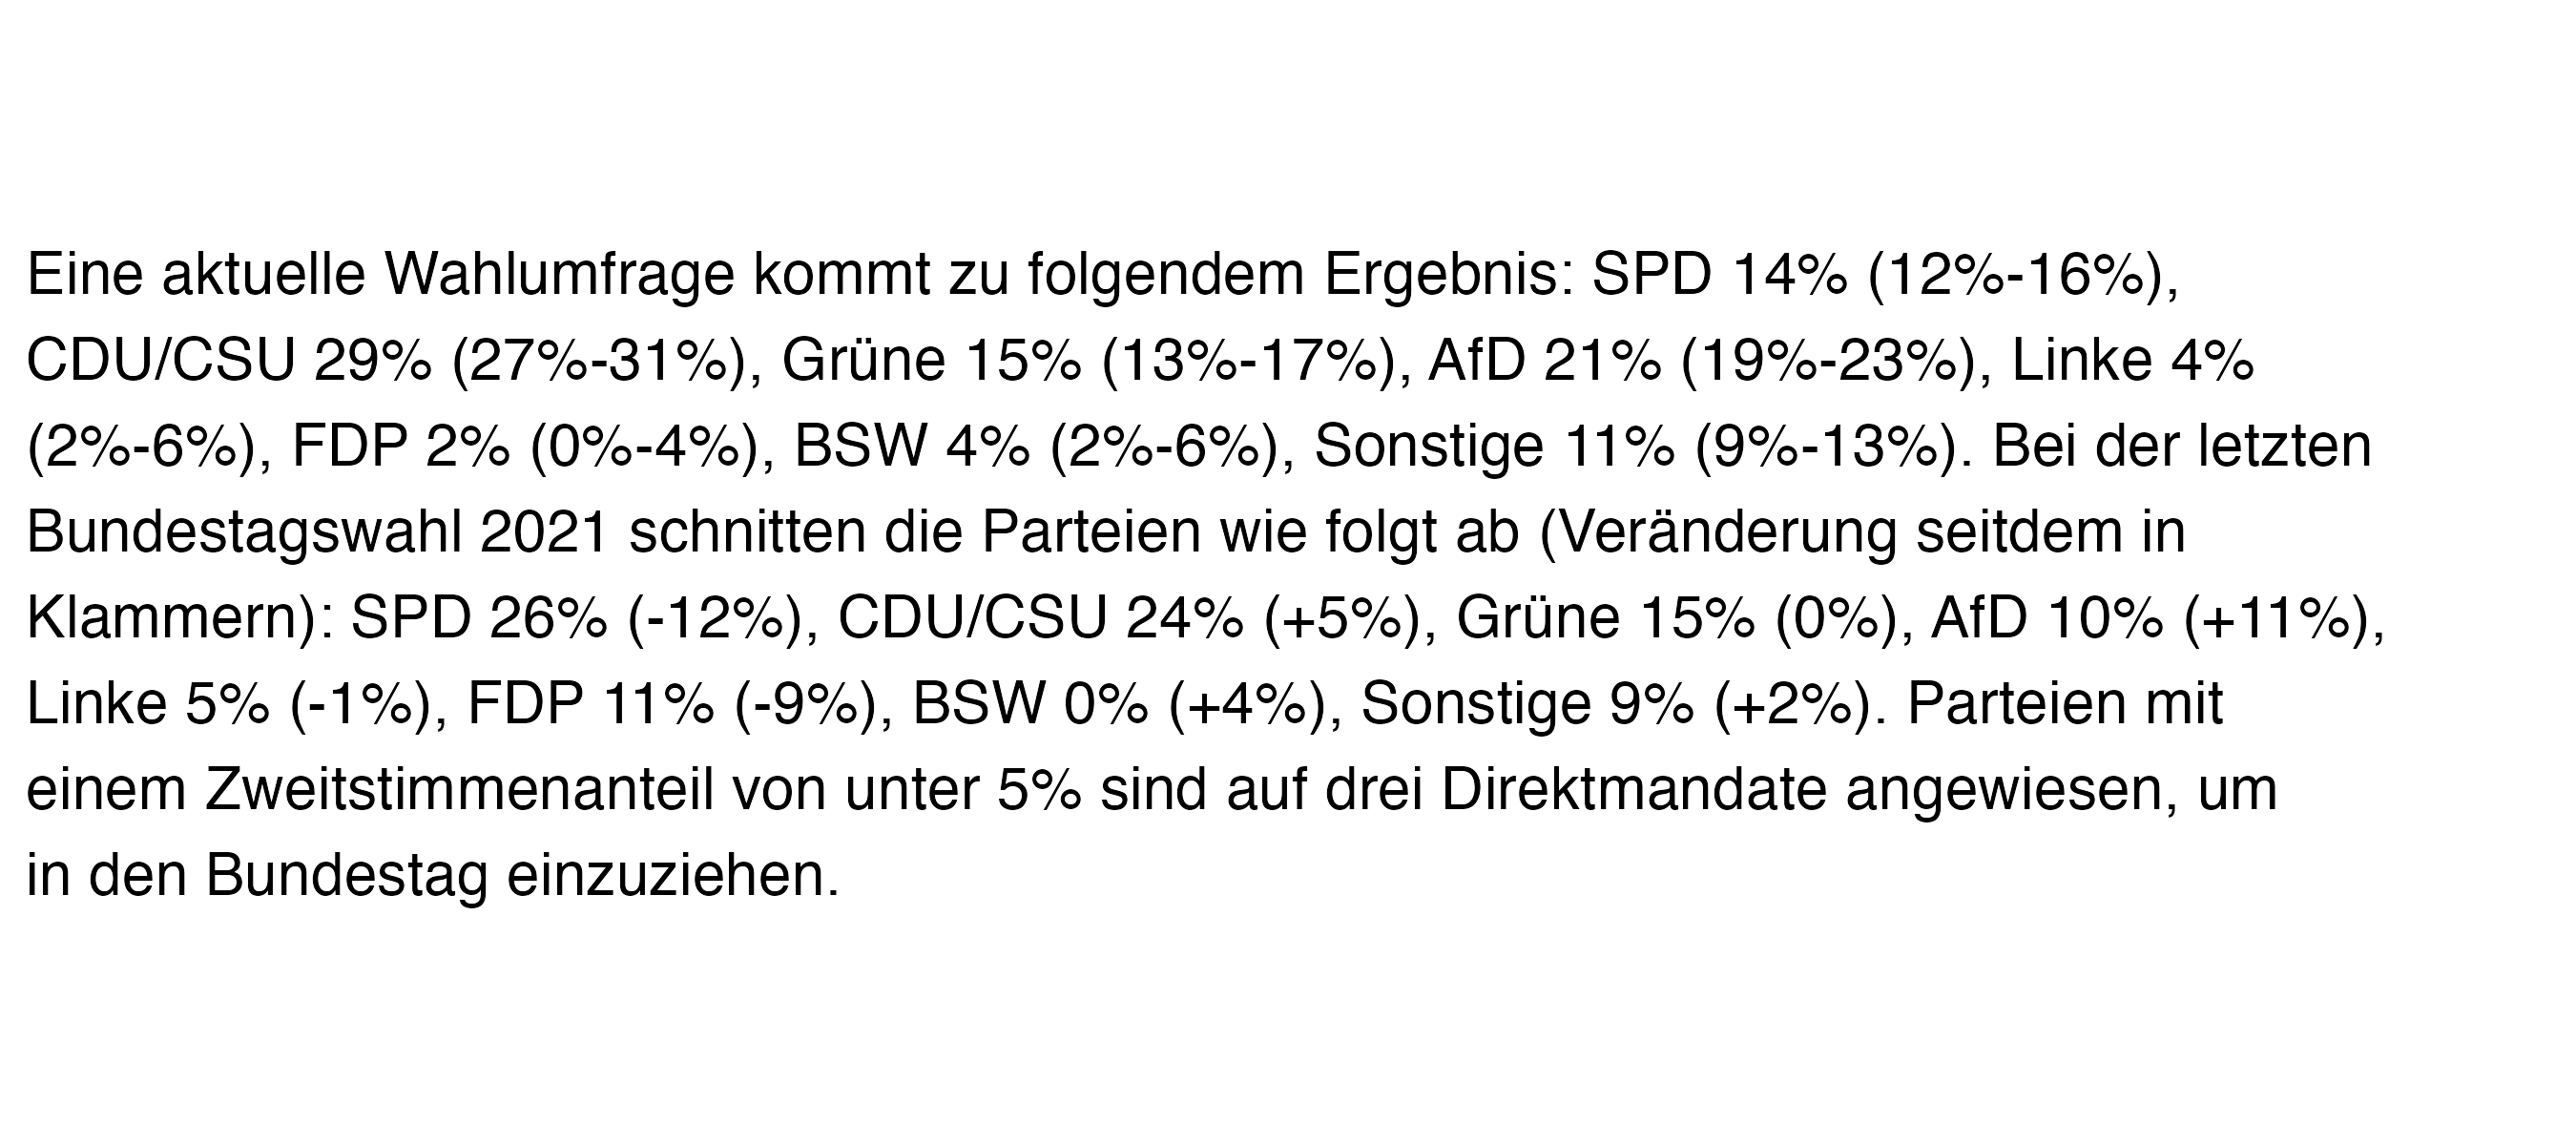 Eine aktuelle Wahlumfrage kommt zu folgendem Ergebnis: SPD 14% (12%-16%),
CDU/CSU 29% (27%-31%), Grüne 15% (13%-17%), AfD 21% (19%-23%), Linke 4%
(2%-6%), FDP 2% (0%-4%), BSW 4% (2%-6%), Sonstige 11% (9%-13%). Bei der letzten
Bundestagswahl 2021 schnitten die Parteien wie folgt ab (Veränderung seitdem in
Klammern): SPD 26% (-12%), CDU/CSU 24% (+5%), Grüne 15% (0%), AfD 10% (+11%),
Linke 5% (-1%), FDP 11% (-9%), BSW 0% (+4%), Sonstige 9% (+2%). Parteien mit
einem Zweitstimmenanteil von unter 5% sind auf drei Direktmandate angewiesen, um
in den Bundestag einzuziehen.